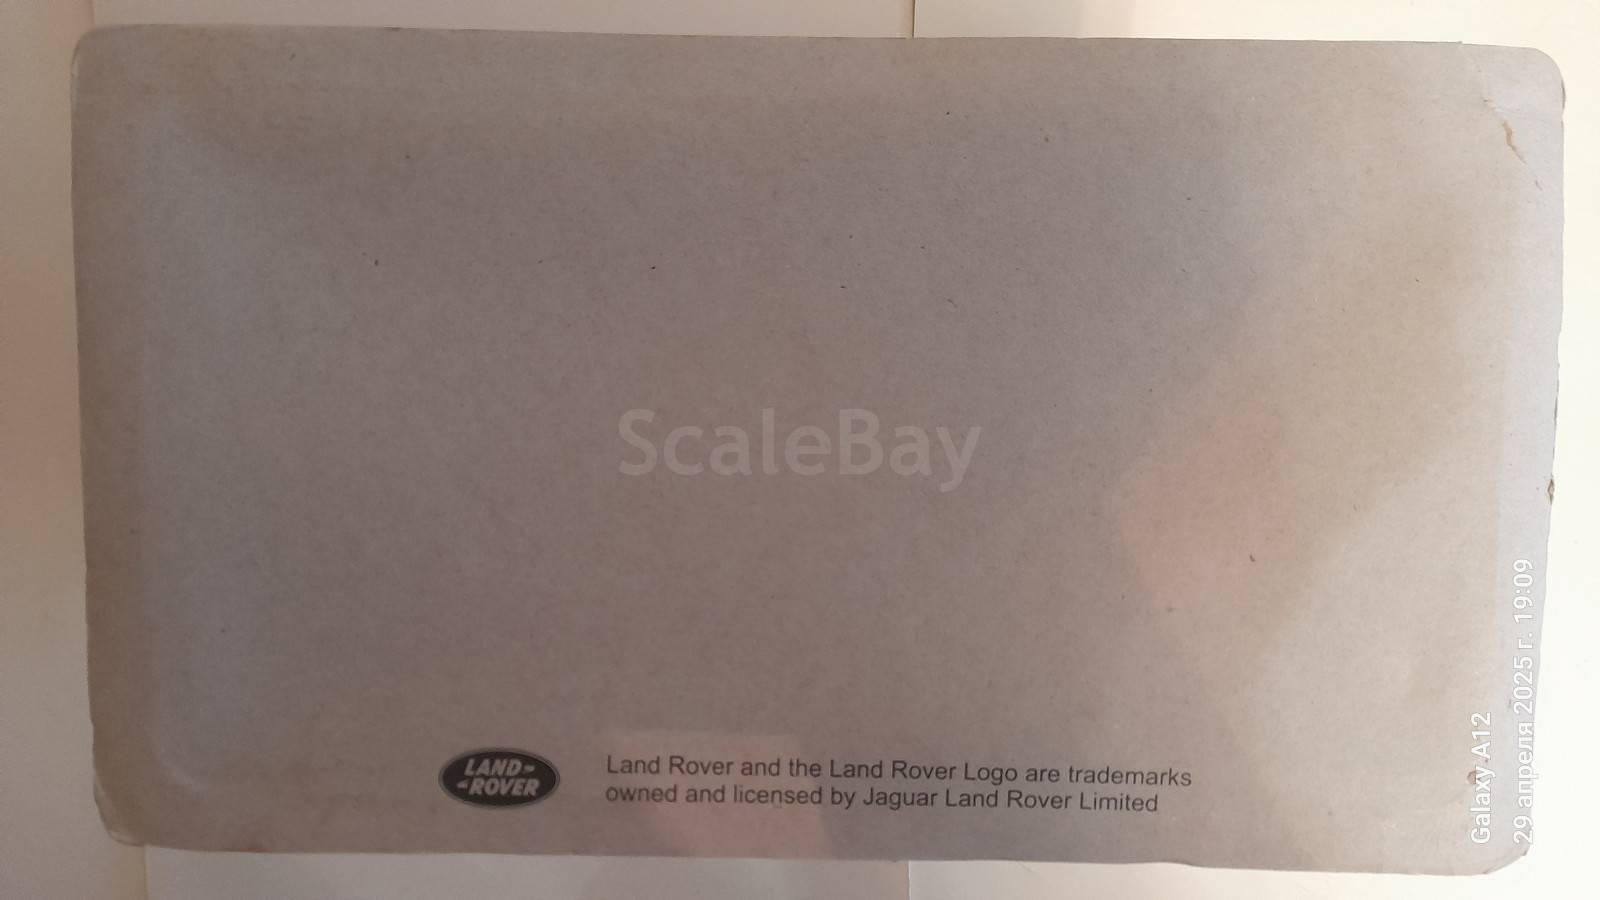 ScaleBay
LAND-
-ROVER
Land Rover and the Land Rover Logo are trademarks
owned and licensed by Jaguar Land Rover Limited
Galaxy A12
29 апреля 2025 г. 19:09